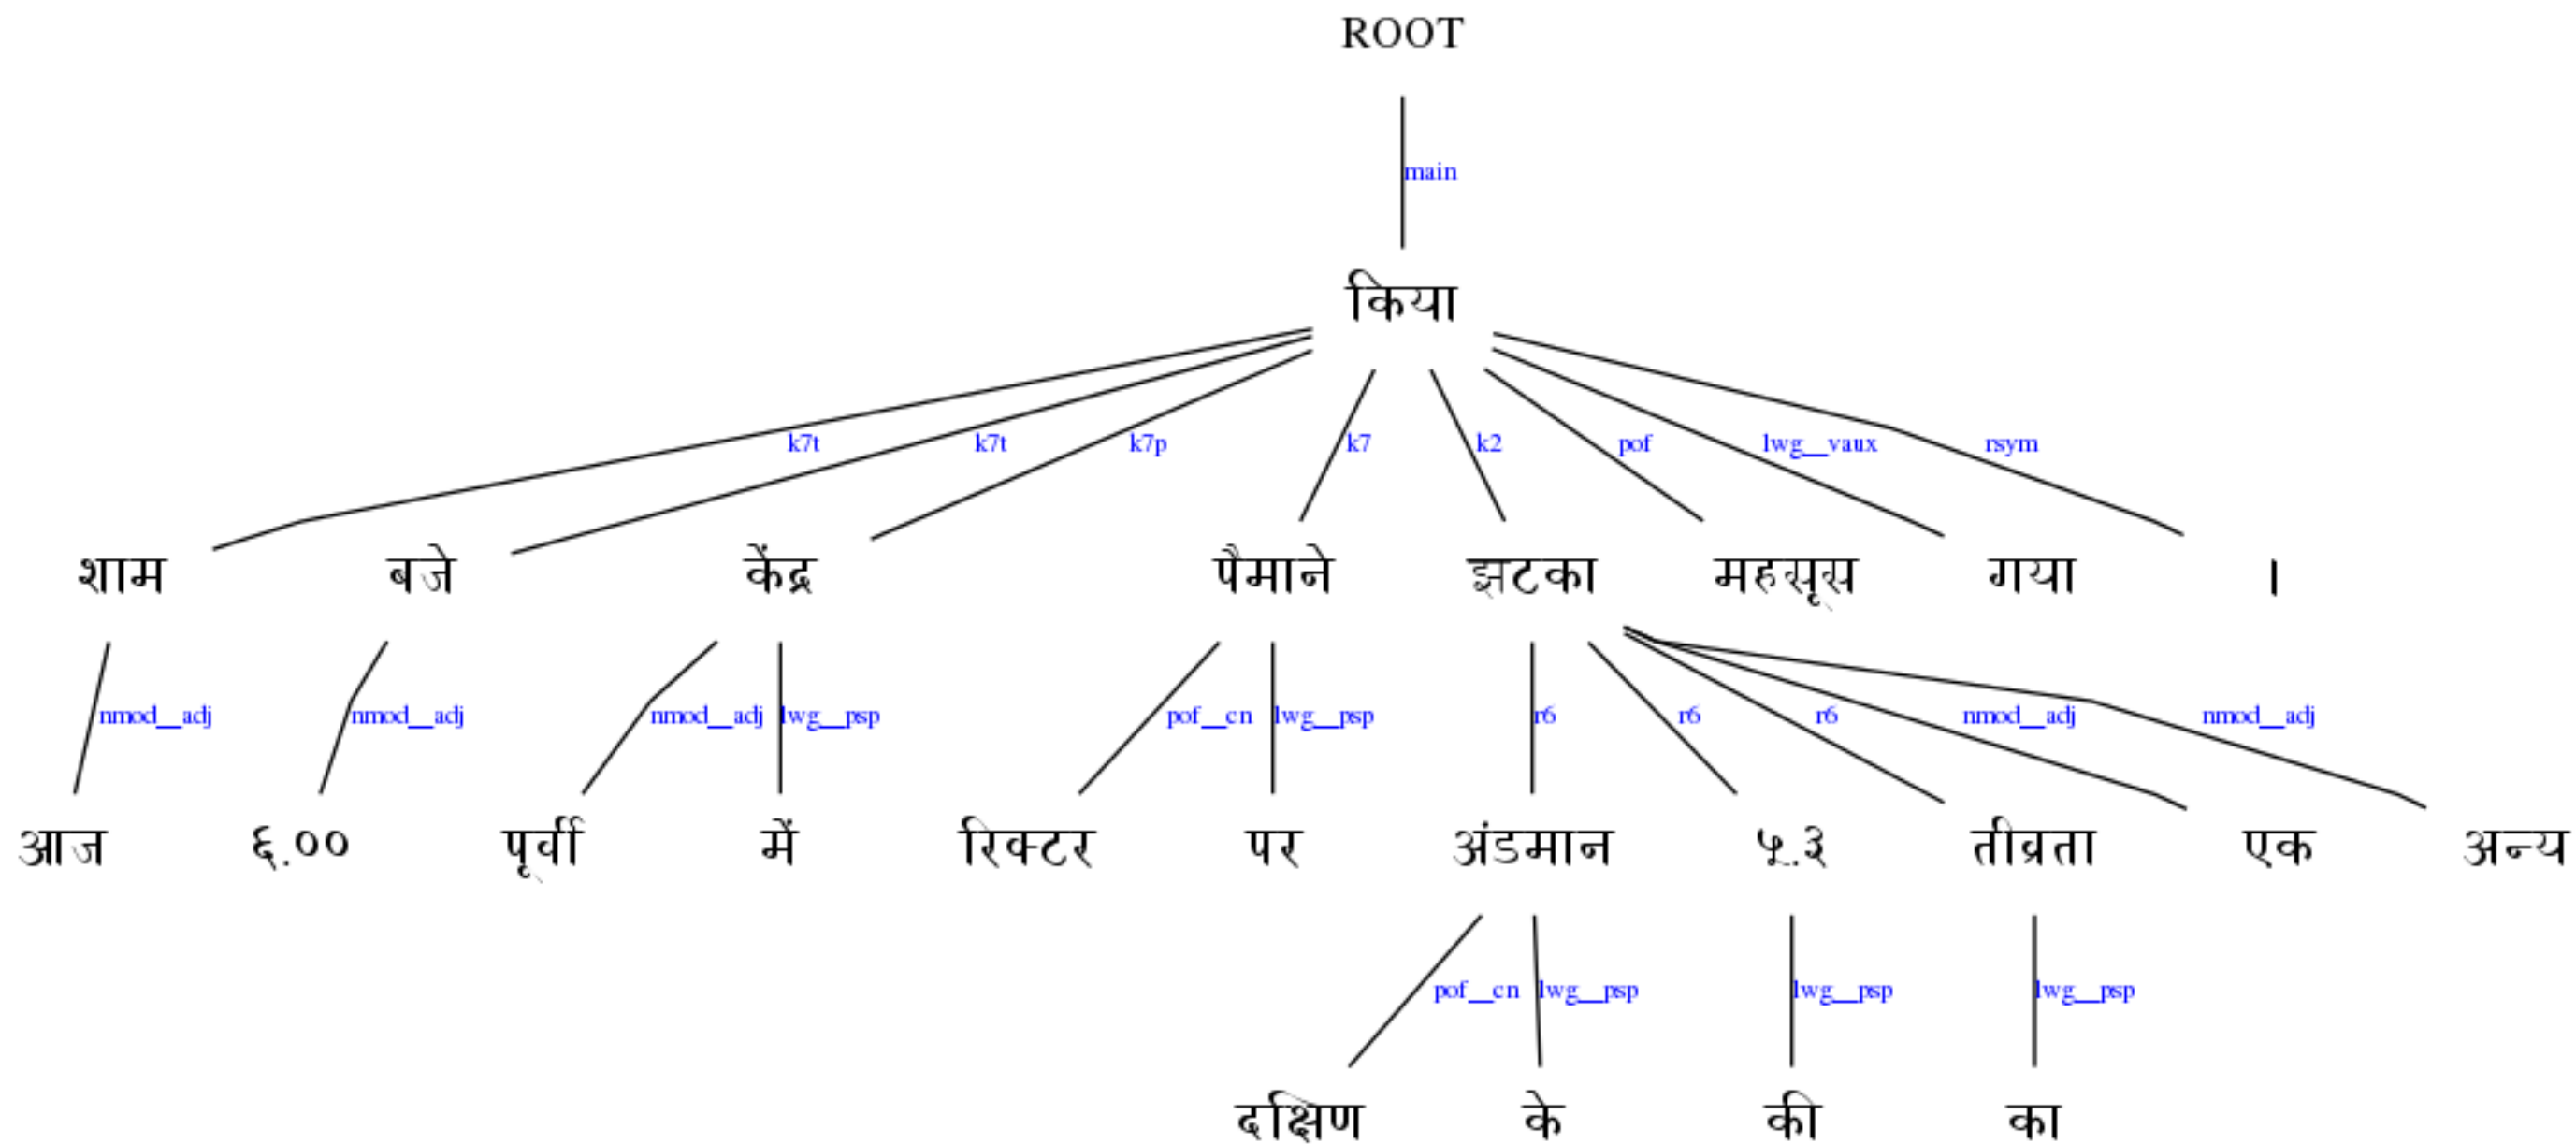 ROOT
main
किया
k7t k7t k7p k7 k2 pof lwg__vaux rsym
शाम बजे केंद्र पैमाने झटका महसूस गया ।
nmod__adj nmod__adj nmod__adj lwg__psp pof__cn lwg__psp r6 r6 r6 nmod__adj nmod__adj
आज ६.०० पूर्वी में रिक्टर पर अंडमान ५.३ तीव्रता एक अन्य
pof__cn lwg__psp lwg__psp lwg__psp
दक्षिण के की का